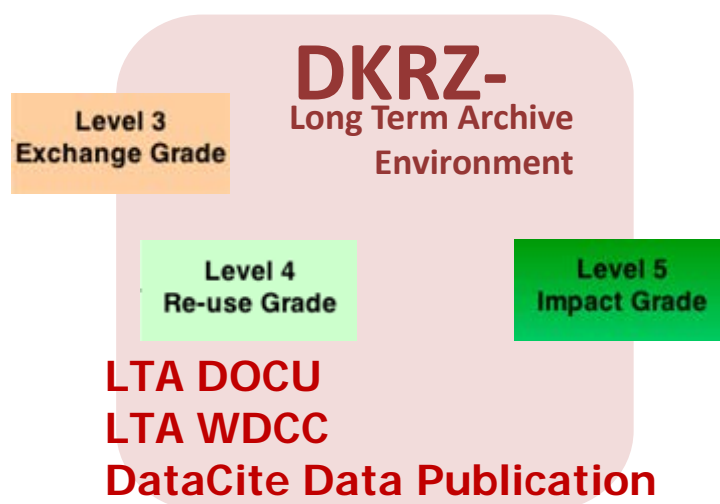 DKRZ-
Long Term Archive
Environment
Level 3
Exchange Grade
Level 4
Re-use Grade
Level 5
Impact Grade
LTA DOCU
LTA WDCC
DataCite Data Publication